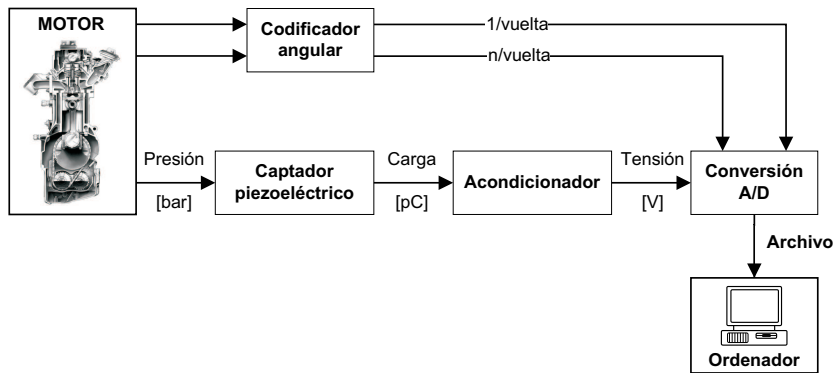 MOTOR
Codificador
angular
1/vuelta
n/vuelta
Presión
[bar]
Captador
piezoeléctrico
Carga
[pC]
Acondicionador
Tensión
[V]
Conversión
A/D
Archivo
Ordenador